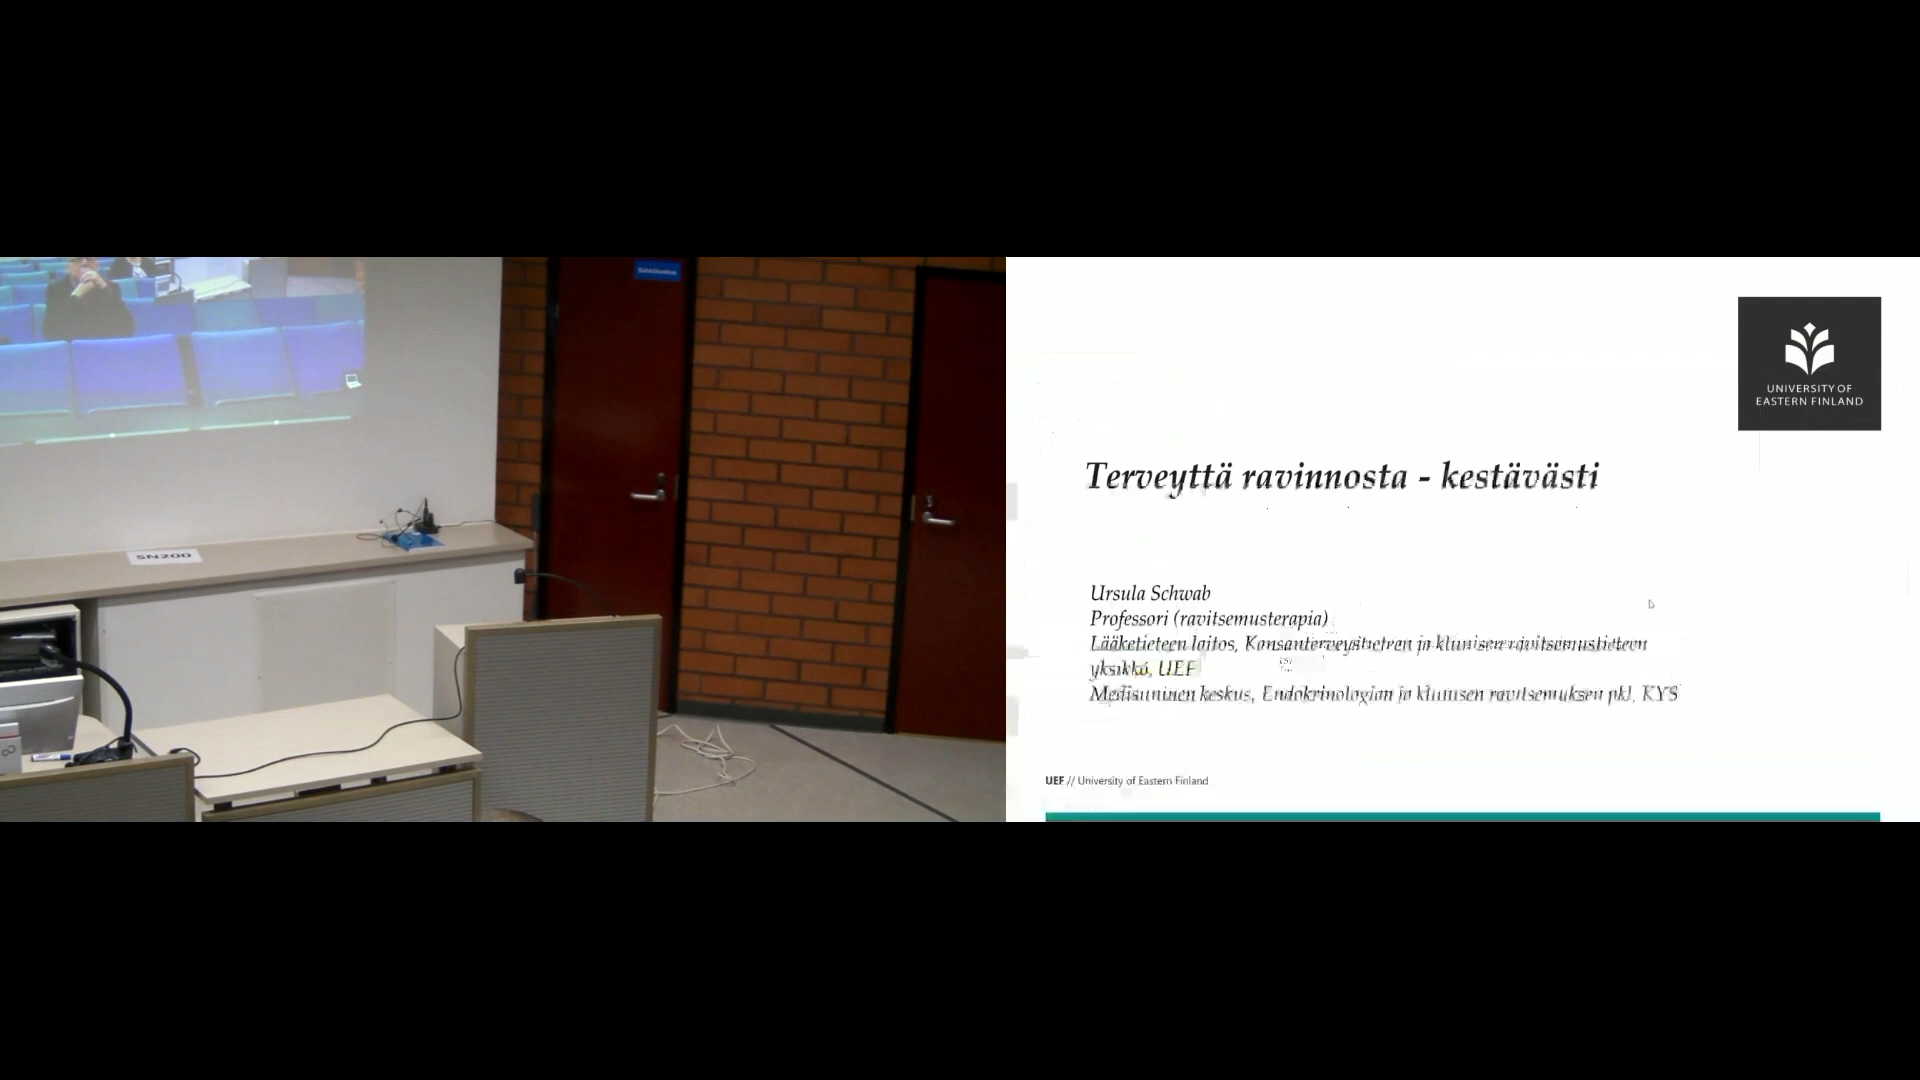 Sähkökeskus
SN200
UNIVERSITY OF
EASTERN FINLAND
Terveyttä ravinnosta - kestävästi
Ursula Schwab
Professori (ravitsemusterapia)
Lääketieteen laitos, Kansanterveystieteen ja kliinisen ravitsemustieteen
yksikkö, UEF
Medisiininen keskus, Endokrinologian ja kliinisen ravitsemuksen pkl, KYS
UEF // University of Eastern Finland